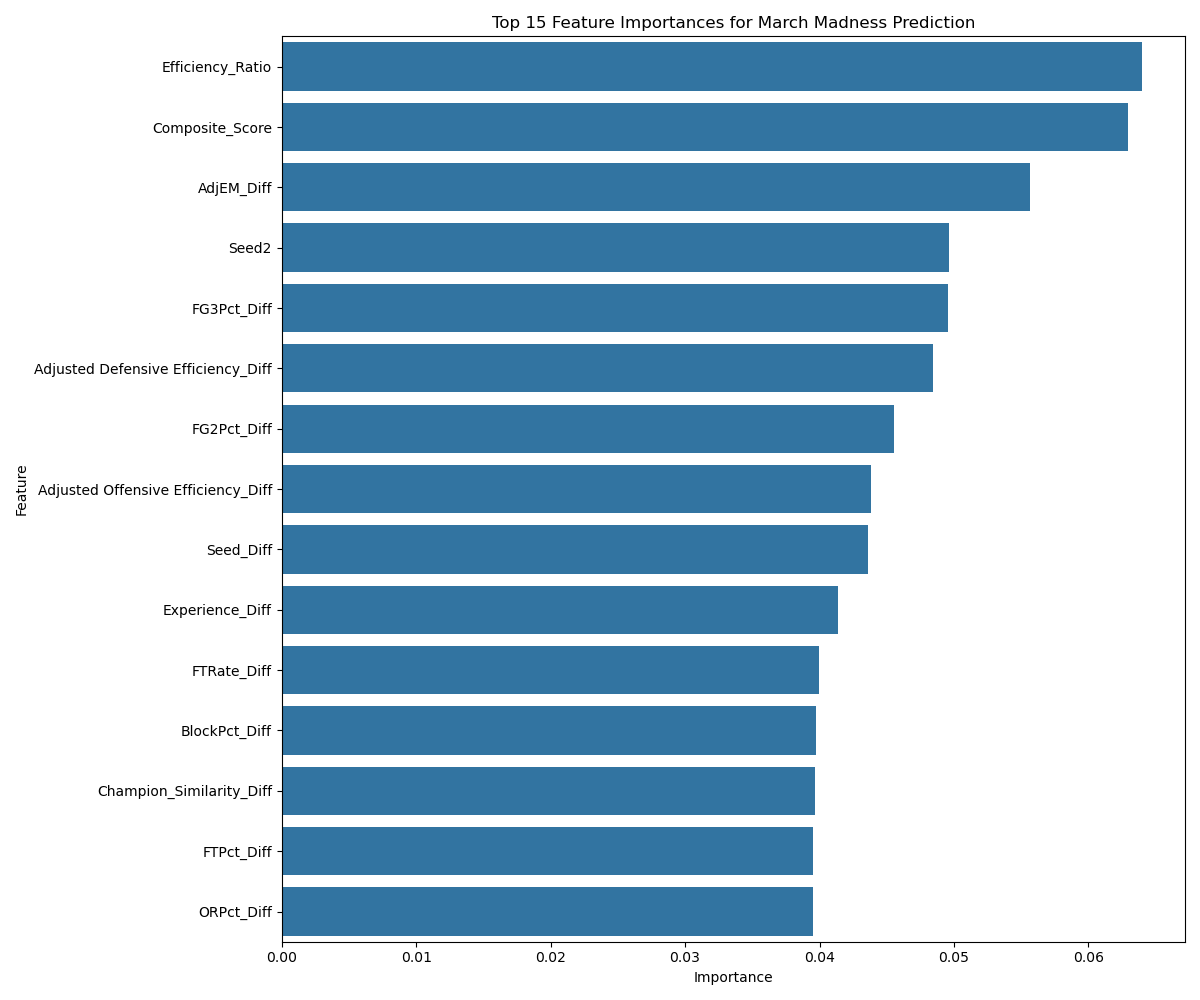 Top 15 Feature Importances for March Madness Prediction
Efficiency_Ratio
Composite_Score
AdjEM_Diff
Seed2
FG3Pct_Diff
Adjusted Defensive Efficiency_Diff
FG2Pct_Diff
Adjusted Offensive Efficiency_Diff
Seed_Diff
Experience_Diff
FTRate_Diff
BlockPct_Diff
Champion_Similarity_Diff
FTPct_Diff
ORPct_Diff
Feature
0.00 0.01 0.02 0.03 0.04 0.05 0.06
Importance